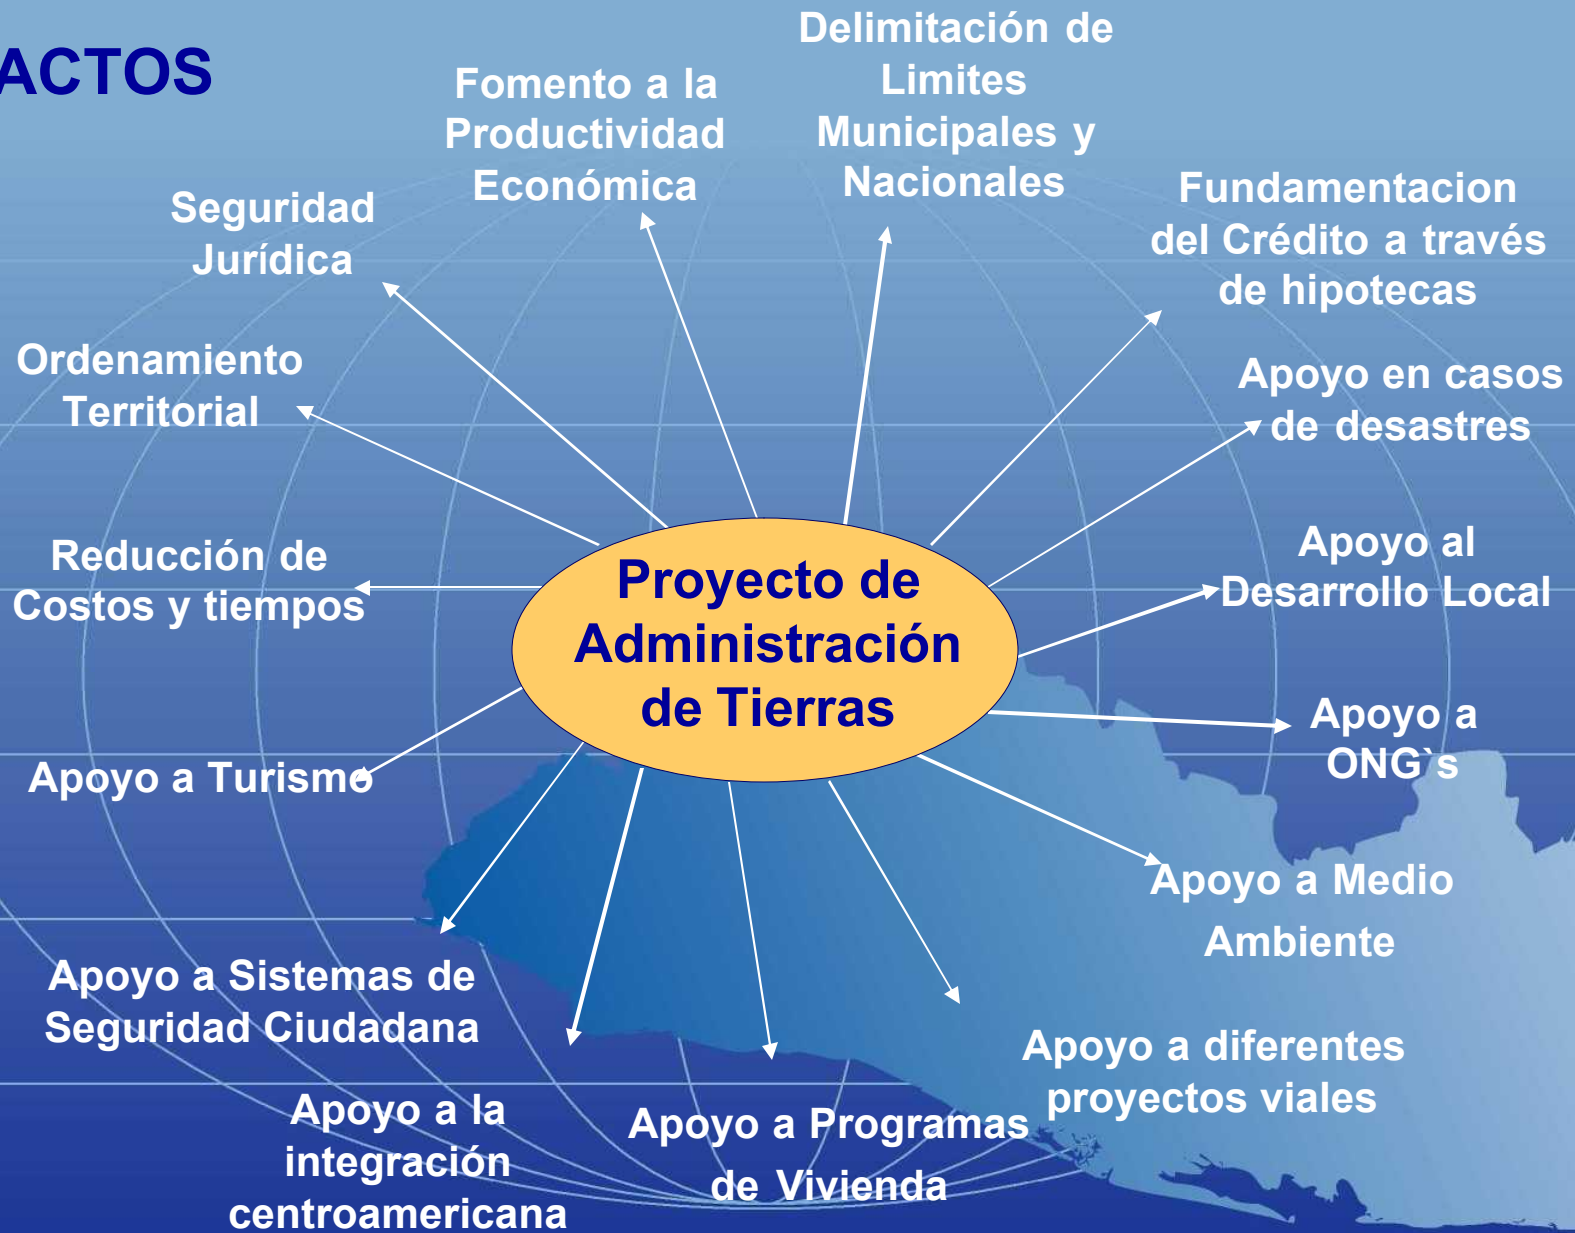 ACTOS
Delimitación de
Limites
Municipales y
Nacionales
Fomento a la
Productividad
Económica
Seguridad
Jurídica
Fundamentacion
del Crédito a través
de hipotecas
Ordenamiento
Territorial
Apoyo en casos
de desastres
Reducción de
Costos y tiempos
Proyecto de
Administración
de Tierras
Apoyo al
Desarrollo Local
Apoyo a
ONG`s
Apoyo a Turismo
Apoyo a Medio
Ambiente
Apoyo a Sistemas de
Seguridad Ciudadana
Apoyo a diferentes
proyectos viales
Apoyo a la
integración
centroamericana
Apoyo a Programas
de Vivienda